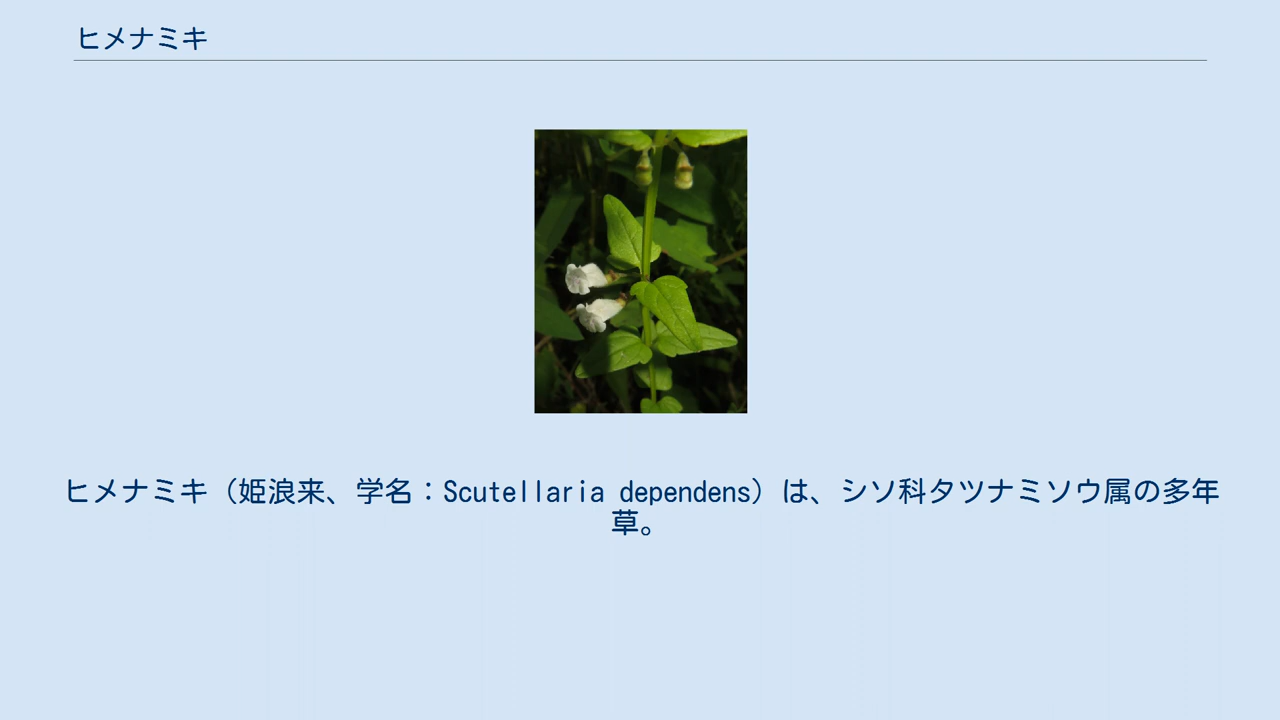 ヒメナミキ
ヒメナミキ（姫浪来、学名：Scutellaria dependens）は、シソ科タツナミソウ属の多年
草。